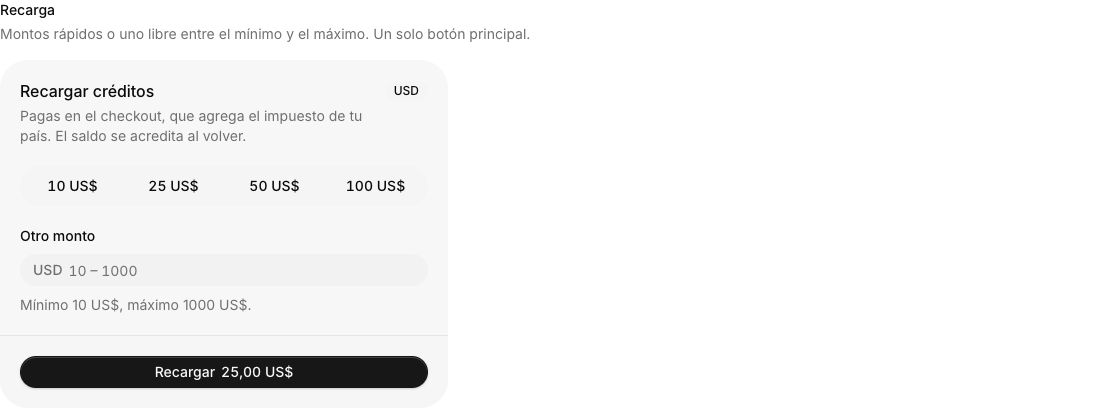 Recarga
Montos rápidos o uno libre entre el mínimo y el máximo. Un solo botón principal.
Recargar créditos
USD
Pagas en el checkout, que agrega el impuesto de tu
país. El saldo se acredita al volver.
10 US$ 25 US$ 50 US$ 100 US$
Otro monto
USD 10 – 1000
Mínimo 10 US$, máximo 1000 US$.
Recargar 25,00 US$